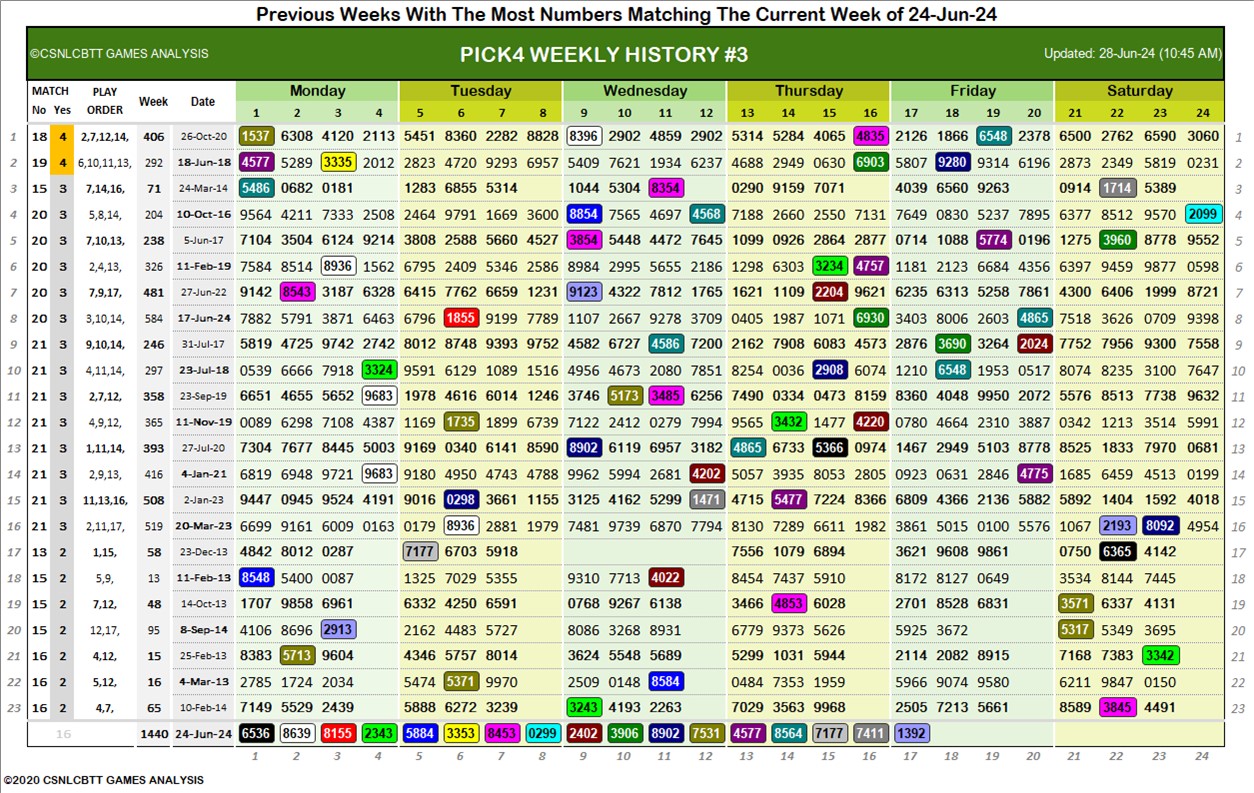 Previous Weeks With The Most Numbers Matching The Current Week of 24-Jun-24
©CSNLCBTT GAMES ANALYSIS PICK4 WEEKLY HISTORY #3 Updated: 28-Jun-24 (10:45 AM)
MATCH PLAY Week Date Monday Tuesday Wednesday Thursday Friday Saturday
No Yes ORDER 1 2 3 4 5 6 7 8 9 10 11 12 13 14 15 16 17 18 19 20 21 22 23 24
1 18 4 2,7,12,14, 406 26-Oct-20 1537 6308 4120 2113 5451 8360 2282 8828 8396 2902 4859 2902 5314 5284 4065 4835 2126 1866 6548 2378 6500 2762 6590 3060 1
2 19 4 6,10,11,13, 292 18-Jun-18 4577 5289 3335 2012 2823 4720 9293 6957 5409 7621 1934 6237 4688 2949 0630 6903 5807 9280 9314 6196 2873 2349 5819 0231 2
3 15 3 7,14,16, 71 24-Mar-14 5486 0682 0181 1283 6855 5314 1044 5304 8354 0290 9159 7071 4039 6560 9263 0914 1714 5389 3
4 20 3 5,8,14, 204 10-Oct-16 9564 4211 7333 2508 2464 9791 1669 3600 8854 7565 4697 4568 7188 2660 2550 7131 7649 0830 5237 7895 6377 8512 9570 2099 4
5 20 3 7,10,13, 238 5-Jun-17 7104 3504 6124 9214 3808 2588 5660 4527 3854 5448 4472 7645 1099 0926 2864 2877 0714 1088 5774 0196 1275 3960 8778 9552 5
6 20 3 2,4,13, 326 11-Feb-19 7584 8514 8936 1562 6795 2409 5346 2586 8984 2995 5655 2186 1298 6303 3234 4757 1181 2123 6684 4356 6397 9459 9877 0598 6
7 20 3 7,9,17, 481 27-Jun-22 9142 8543 3187 6328 6415 7762 6659 1231 9123 4322 7812 1765 7121 1109 2204 9621 6235 6313 5287 0861 4300 6406 1999 8721 7
8 20 3 3,10,14, 584 17-Jun-24 7882 5791 3871 6463 6796 1855 9199 7789 1107 2667 9278 3709 0405 1987 1071 6930 3403 8006 2603 4865 7518 3626 0709 9398 8
9 21 3 9,10,14, 246 31-Jul-17 5819 4725 9742 2742 8012 8748 9393 9752 4582 6727 4586 7200 2162 7908 6083 4573 2876 3690 3264 2024 7752 7956 9300 7558 9
10 21 3 4,11,14, 297 23-Jul-18 0539 6666 7918 3324 9591 6129 1089 1516 4956 4673 2080 7851 8254 0036 2908 6074 1210 6548 1953 0517 8074 8235 3100 7647 10
11 21 3 2,7,12, 358 23-Sep-19 6651 4655 5652 9683 1978 4616 6014 1246 3746 5173 3485 6256 7490 0334 1473 8159 8360 4048 9950 2072 5576 8513 7738 9632 11
12 21 3 4,9,12, 365 11-Nov-19 0089 6298 7108 4387 1169 1735 1899 6739 7122 2412 0279 7994 9565 3432 1477 4220 0780 4664 2310 3887 0342 1213 3514 5991 12
13 21 3 1,11,14, 393 27-Jul-20 7304 7677 8445 5003 9169 0340 6141 8590 8902 6119 6957 3182 4865 6733 5366 0974 1467 2949 5103 8778 8525 1833 7970 0681 13
14 21 3 2,9,13, 416 4-Jan-21 6819 6948 9721 9683 9180 4950 4743 4788 9962 5994 2681 4202 5057 3935 8053 2805 0923 0631 2846 4775 1685 6459 4513 0199 14
15 21 3 11,13,16, 508 2-Jan-23 9447 0945 9524 4191 9016 0298 3661 1155 3125 4162 5299 1471 4715 5477 7224 8366 6809 4366 2136 5882 5892 1404 1592 4018 15
16 21 3 2,11,17, 519 20-Mar-23 6699 9161 6009 0163 0179 8936 2881 1979 7481 9739 6870 7794 8130 7289 6611 1982 3861 5015 0100 5576 1067 2193 8092 4954 16
17 13 2 1,15, 58 23-Dec-13 4842 8012 0287 7177 6703 5918 7556 1079 6894 3621 9608 9861 0750 6365 4142 17
18 15 2 5,9, 13 11-Feb-13 8548 5400 0087 1325 7029 5355 9310 7713 4022 8454 7437 5910 8172 8127 0649 3534 8144 7445 18
19 15 2 7,12, 48 14-Oct-13 1707 9858 6961 6332 4250 6591 0768 9267 6138 3466 4853 6028 2701 8528 6831 3571 6337 4131 19
20 15 2 12,17, 95 8-Sep-14 4106 8696 2913 2162 4483 5727 8086 3268 8931 6779 9373 5626 5925 3672 5317 5349 3695 20
21 16 2 4,12, 15 25-Feb-13 8383 5713 9604 4346 5757 8014 3624 5548 5689 5299 1031 5944 2114 2082 8915 7168 7383 3342 21
22 16 2 5,12, 16 4-Mar-13 2785 1724 2034 5474 5371 9970 2509 0148 8584 0484 7353 1959 5966 9074 9580 6211 9847 0150 22
23 16 2 4,7, 65 10-Feb-14 7149 5529 2439 5888 6272 3239 3243 4193 2263 7029 3563 9968 2505 7213 5661 8805 3845 4491 23
16 1440 24-Jun-24 6536 8639 8155 2343 5884 3353 8453 0299 2402 3906 8902 7531 4577 8564 7177 7411 1392
1 2 3 4 5 6 7 8 9 10 11 12 13 14 15 16 17 18 19 20 21 22 23 24
©2020 CSNLCBTT GAMES ANALYSIS